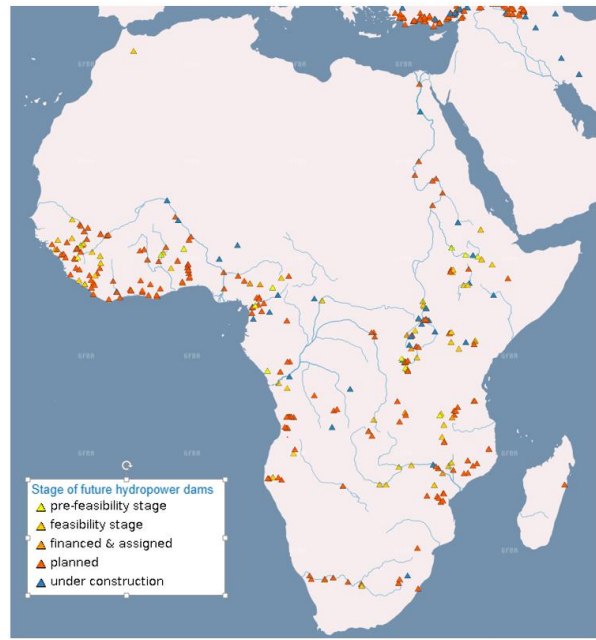 Stage of future hydropower dams
pre-feasibility stage
feasibility stage
financed & assigned
planned
under construction